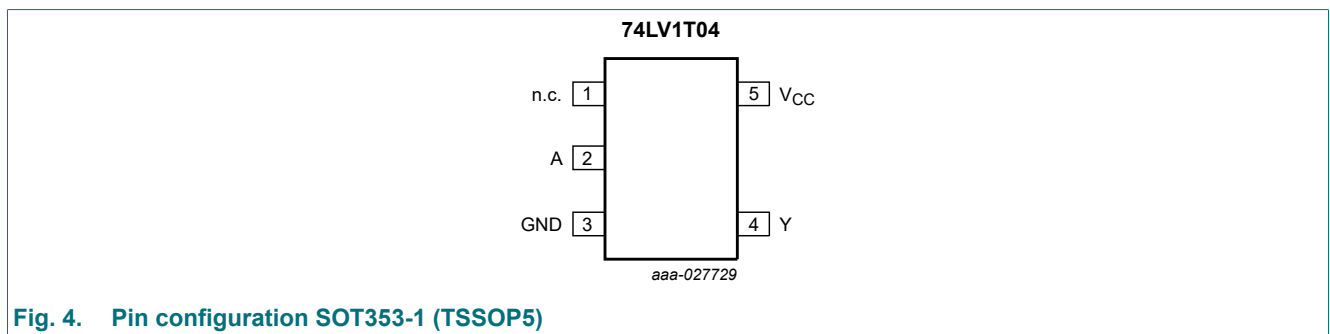 74LV1T04
n.c. 1
5 VCC
A 2
GND 3
4 Y
aaa-027729
Fig. 4. Pin configuration SOT353-1 (TSSOP5)